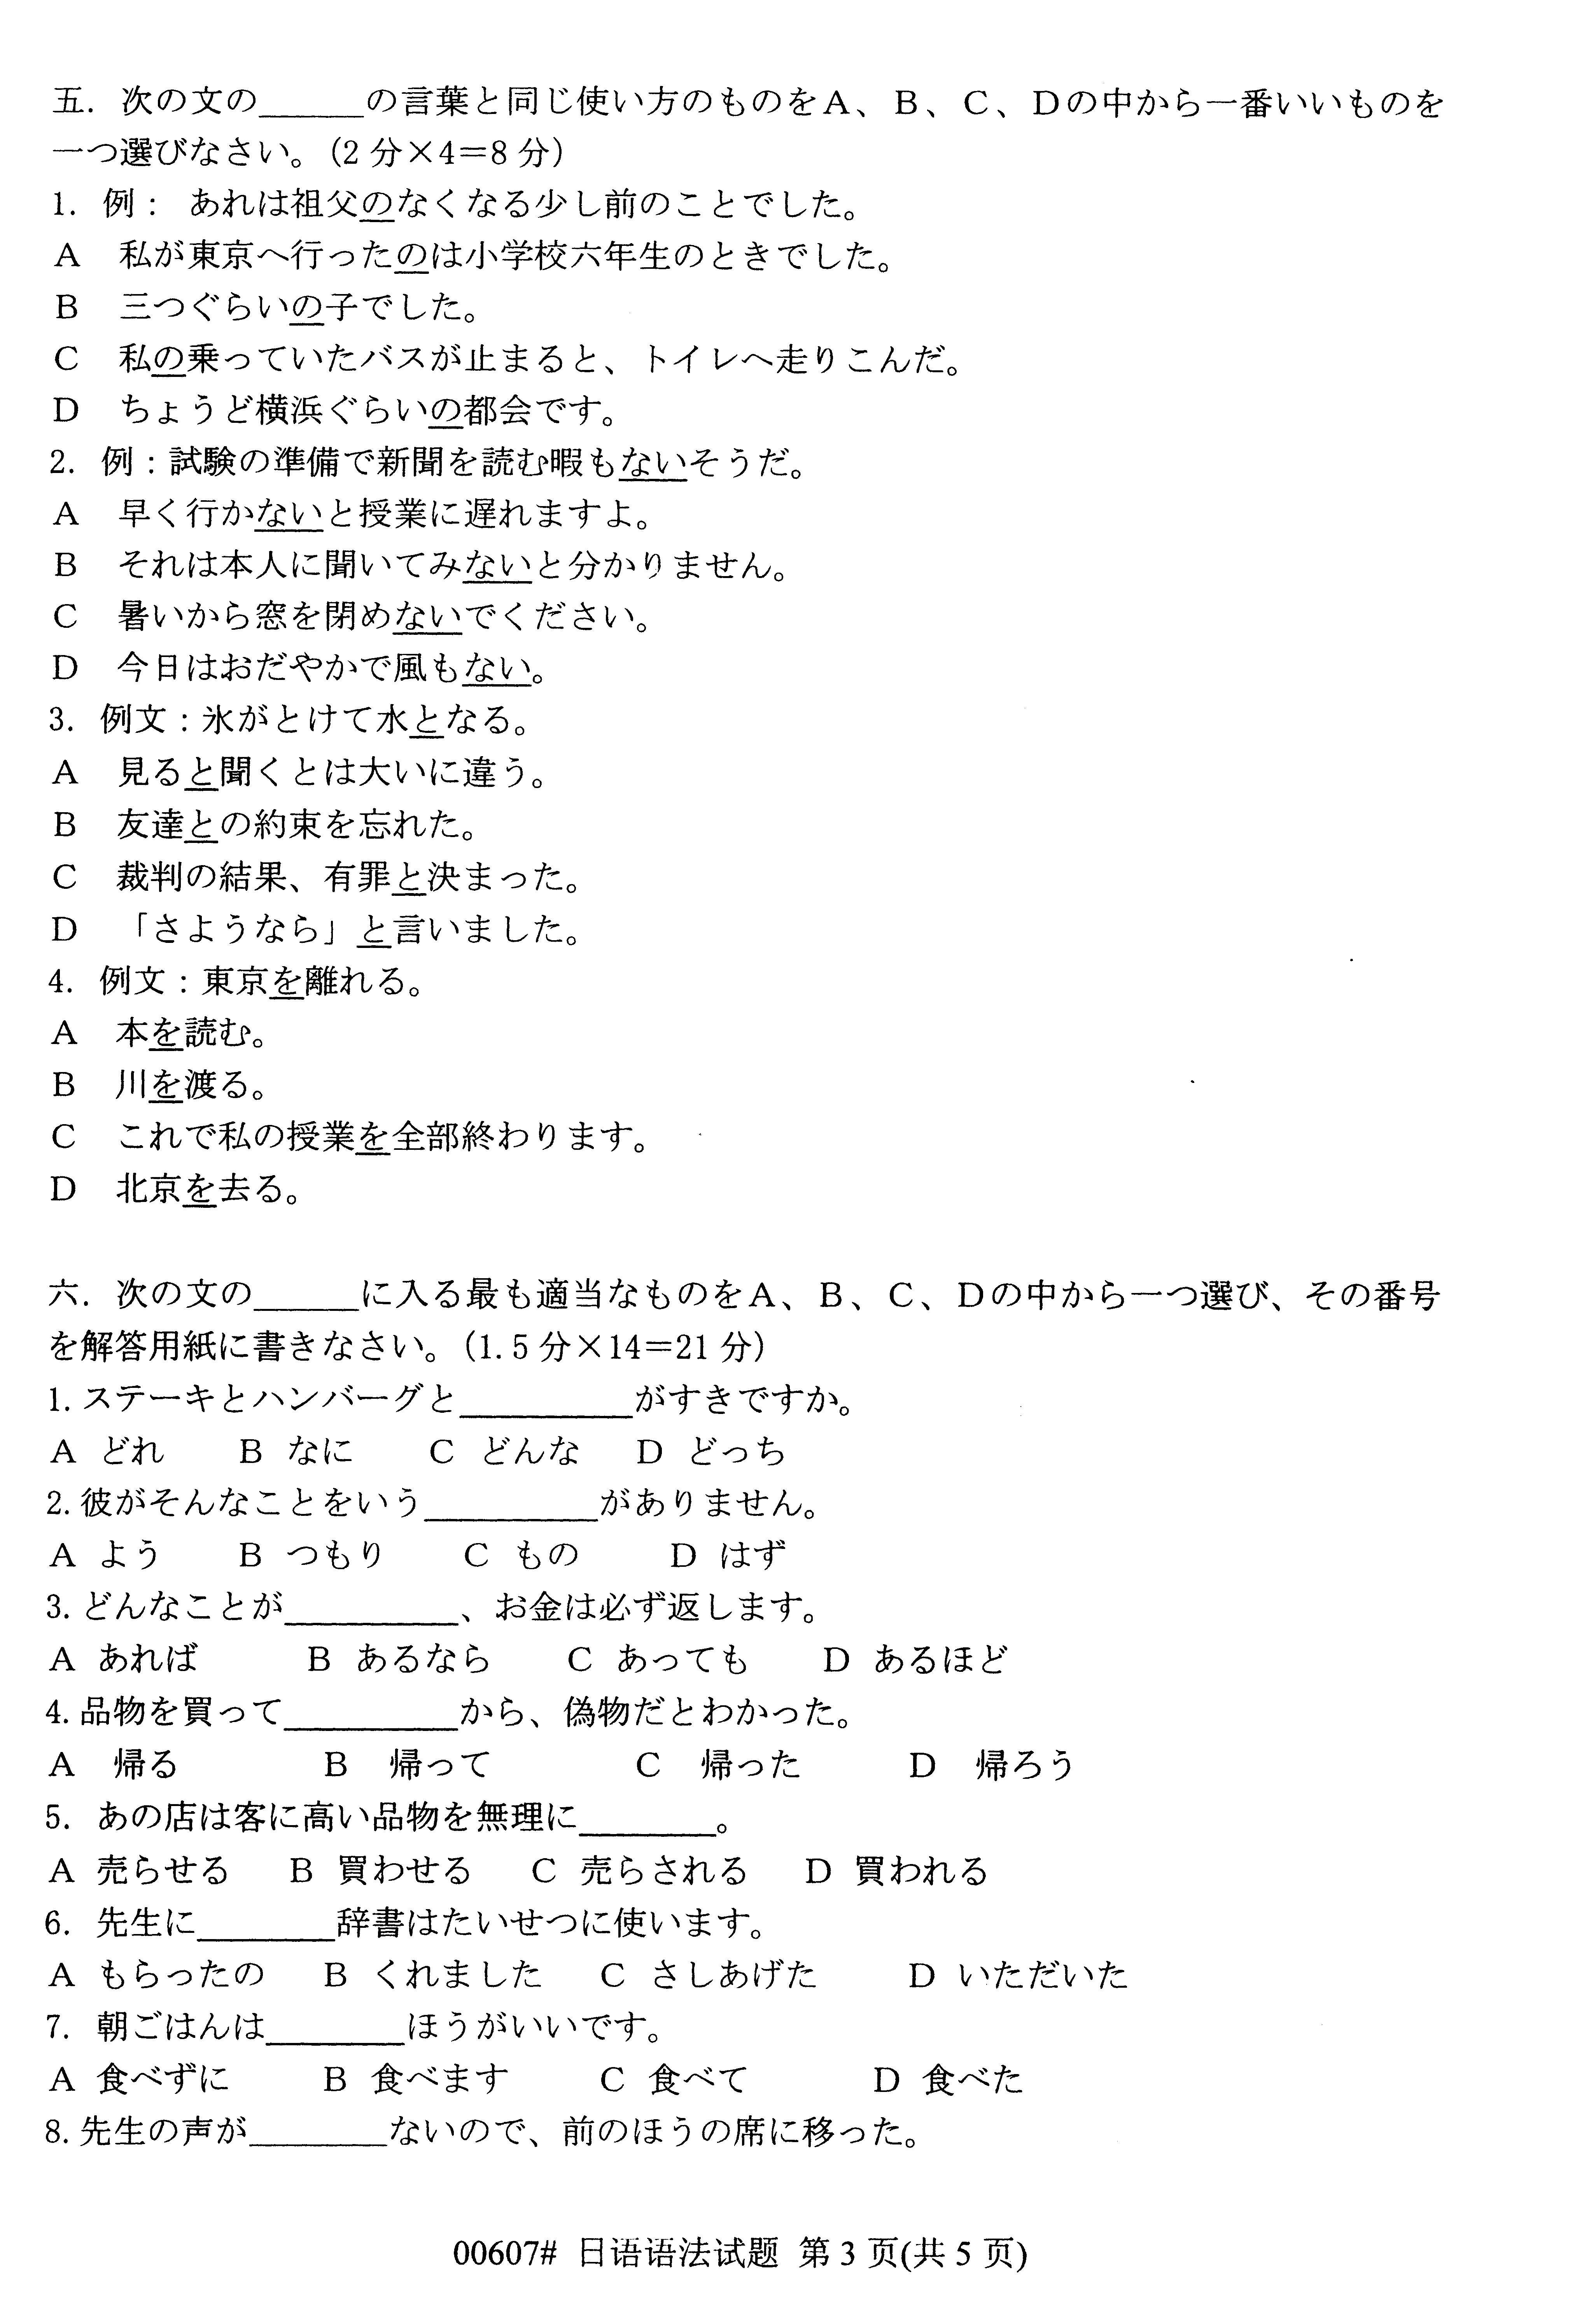 五．次の文の______の言葉と同じ使い方のものをA、B、C、Dの中から一番いいものを
一つ選びなさい。（2 分×4＝8 分）
1．例： あれは祖父のなくなる少し前のことでした。
A　私が東京へ行ったのは小学校六年生のときでした。
B　三つぐらいの子でした。
C　私の乗っていたバスが止まると、トイレへ走りこんだ。
D　ちょうど横浜ぐらいの都会です。
2．例：試験の準備で新聞を読む暇もないそうだ。
A　早く行かないと授業に遅れますよ。
B　それは本人に聞いてみないと分かりません。
C　暑いから窓を閉めないでください。
D　今日はおだやかで風もない。
3．例文：氷がとけて水となる。
A　見ると聞くとは大いに違う。
B　友達との約束を忘れた。
C　裁判の結果、有罪と決まった。
D　「さようなら」と言いました。
4．例文：東京を離れる。
A　本を読む。
B　川を渡る。
C　これで私の授業を全部終わります。
D　北京を去る。
六．次の文の______に入る最も適当なものをA、B、C、Dの中から一つ選び、その番号
を解答用紙に書きなさい。（1.5 分×14＝21 分）
1.ステーキとハンバーグと__________がすきですか。
A どれ　　B なに　　C どんな　　D どっち
2.彼がそんなことをいう__________がありません。
A よう　　B つもり　　C もの　　D はず
3.どんなことが__________、お金は必ず返します。
A あれば　　B あるなら　　C あっても　　D あるほど
4.品物を買って__________から、偽物だとわかった。
A　帰る　　B　帰って　　C　帰った　　D　帰ろう
5．あの店は客に高い品物を無理に________。
A 売らせる　　B 買わせる　　C 売らされる　　D 買われる
6．先生に________辞書はたいせつに使います。
A もらったの　　B くれました　　C さしあげた　　D いただいた
7．朝ごはんは________ほうがいいです。
A 食べずに　　B 食べます　　C 食べて　　D 食べた
8.先生の声が________ないので、前のほうの席に移った。
00607# 日语语法试题 第 3 页(共 5 页)